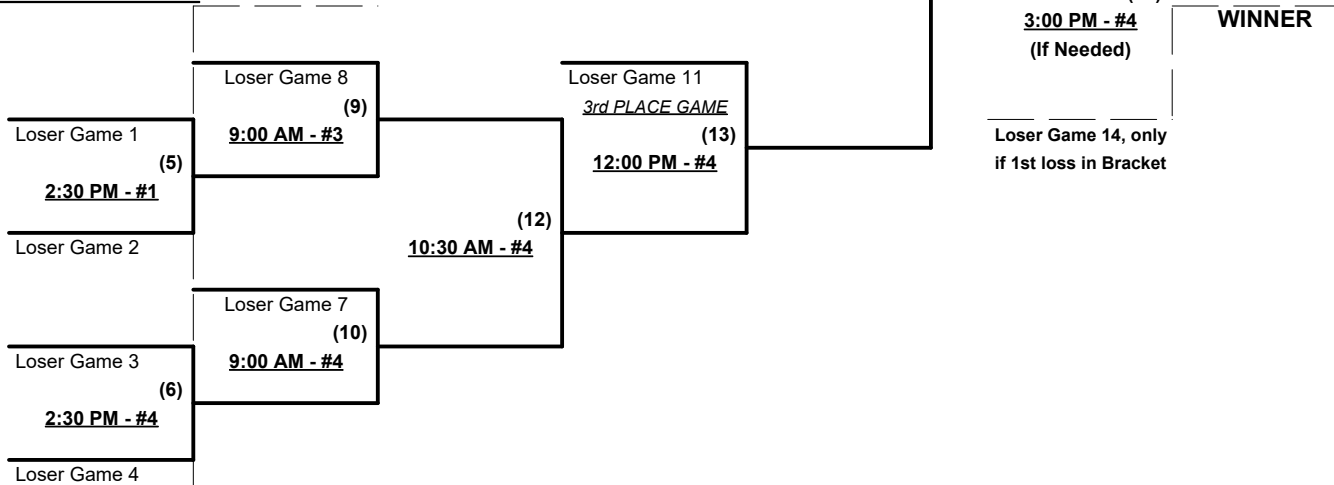 3:00 PM - #4
WINNER
(If Needed)
Loser Game 8
Loser Game 11
(9)
3rd PLACE GAME
Loser Game 1
9:00 AM - #3
(13)
Loser Game 14, only
(5)
12:00 PM - #4
if 1st loss in Bracket
2:30 PM - #1
(12)
Loser Game 2
10:30 AM - #4
Loser Game 7
(10)
Loser Game 3
9:00 AM - #4
(6)
2:30 PM - #4
Loser Game 4